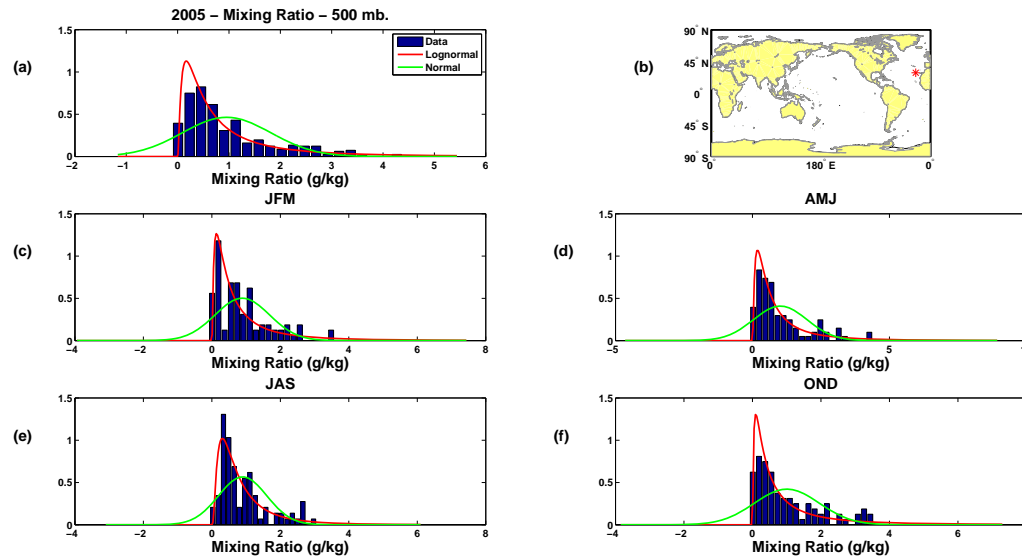 2005 – Mixing Ratio – 500 mb.
(a)
1.5
1
0.5
0
−2 −1 0 1 2 3 4 5 6
Mixing Ratio (g/kg)
Data
Lognormal
Normal
(b)
90° N
45° N
0°
45° S
90° S
0° 180° E 0°
JFM
(c)
1.5
1
0.5
0
−4 −2 0 2 4 6 8
Mixing Ratio (g/kg)
AMJ
(d)
1.5
1
0.5
0
−5 0 5
Mixing Ratio (g/kg)
JAS
(e)
1.5
1
0.5
0
−4 −2 0 2 4 6 8
Mixing Ratio (g/kg)
OND
(f)
1.5
1
0.5
0
−4 −2 0 2 4 6
Mixing Ratio (g/kg)